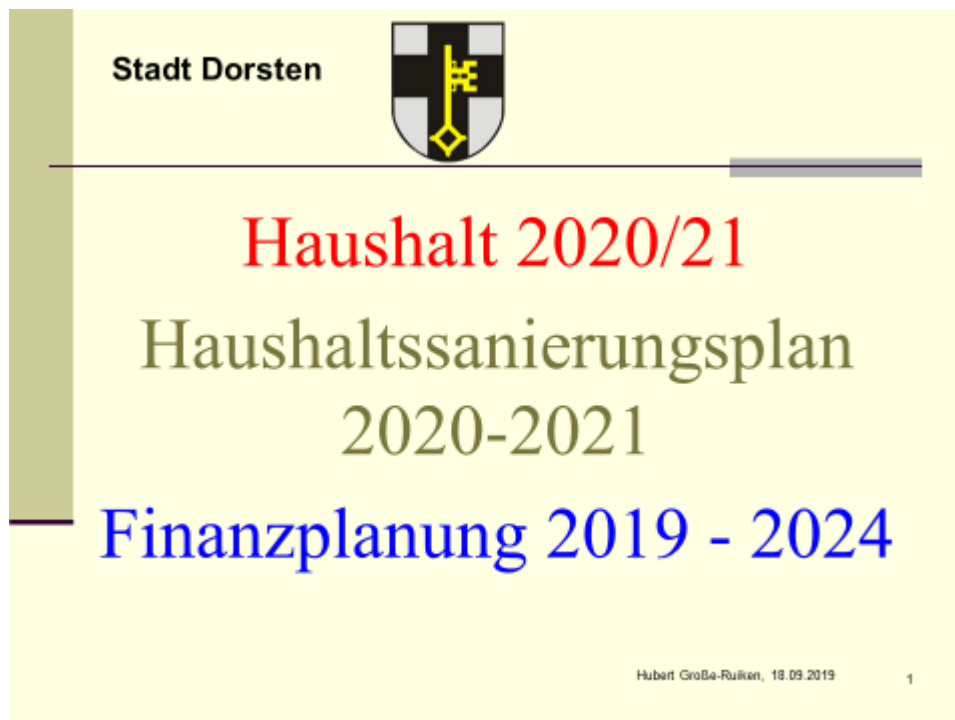 Stadt Dorsten
Haushalt 2020/21
Haushaltssanierungsplan
2020-2021
Finanzplanung 2019 - 2024
Hubert Große-Ruiken, 18.09.2019
1